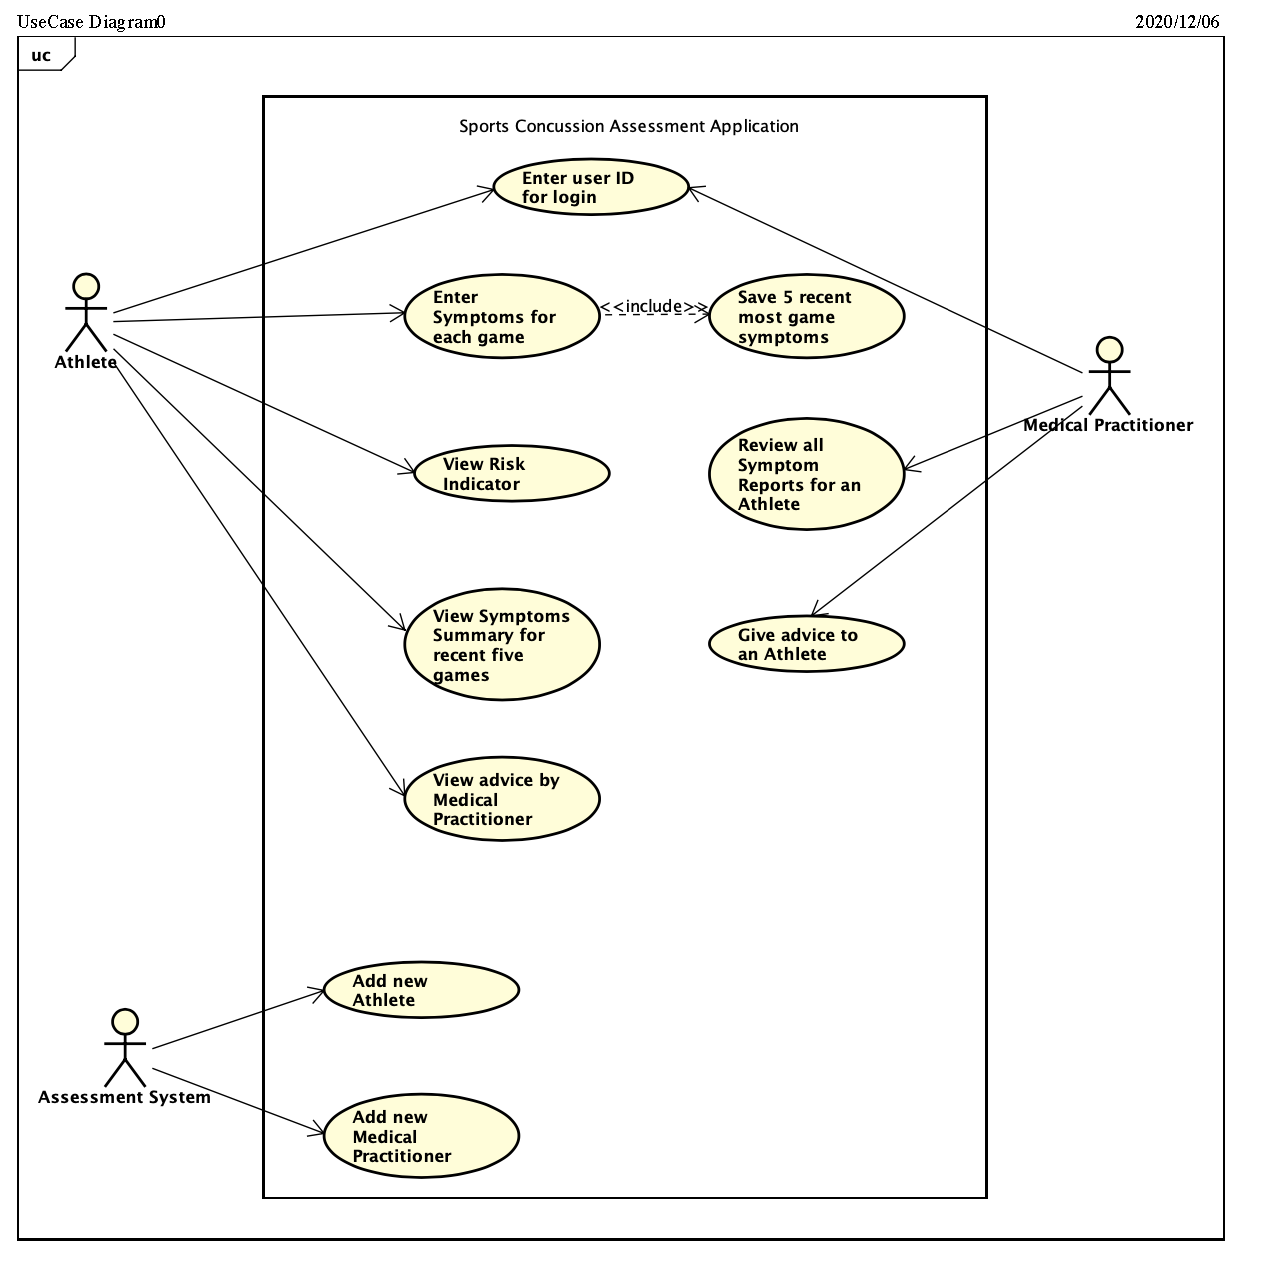 UseCase Diagram0
2020/12/06
uc
Sports Concussion Assessment Application
Enter user ID
for login
Enter
Symptoms for
each game
<<include>>
Save 5 recent
most game
symptoms
Athlete
Medical Practitioner
View Risk
Indicator
Review all
Symptom
Reports for an
Athlete
View Symptoms
Summary for
recent five
games
Give advice to
an Athlete
View advice by
Medical
Practitioner
Add new
Athlete
Assessment System
Add new
Medical
Practitioner